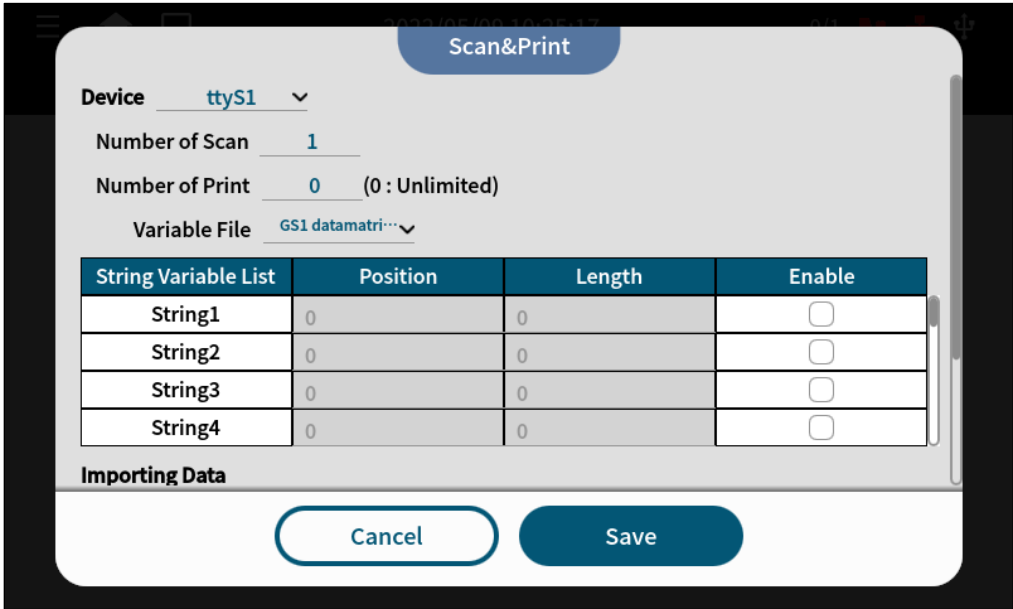 Scan&Print
Device ttyS1
Number of Scan 1
Number of Print 0 (0 : Unlimited)
Variable File GS1 datamatri⋯
String Variable List Position Length Enable
String1 0 0
String2 0 0
String3 0 0
String4 0 0
Importing Data
Cancel Save